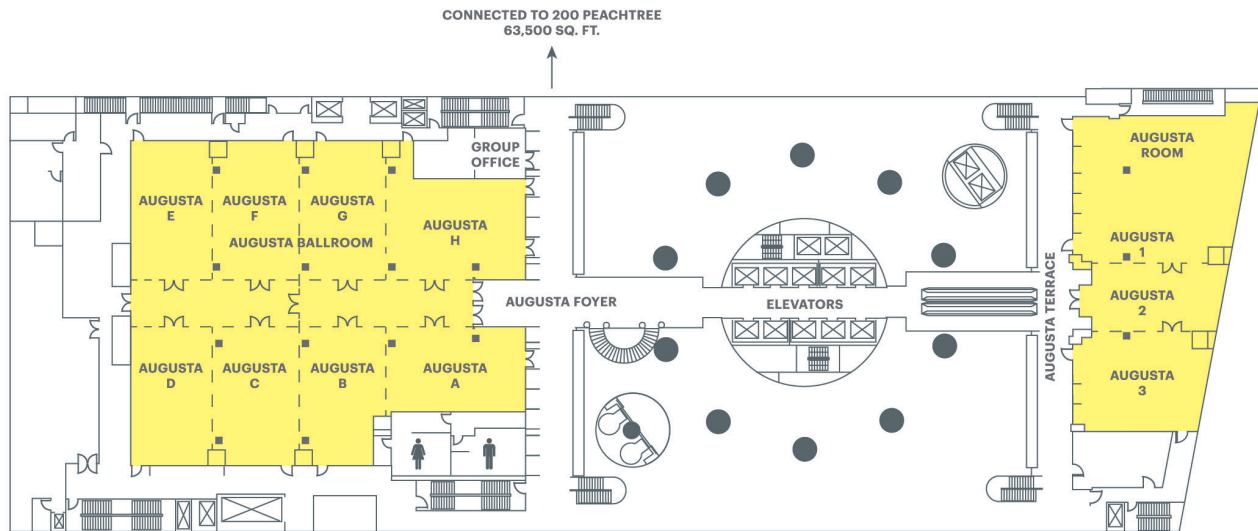 CONNECTED TO 200 PEACHTREE
63,500 SQ. FT.
GROUP
OFFICE
AUGUSTA
ROOM
AUGUSTA
E
AUGUSTA
F
AUGUSTA
G
AUGUSTA
H
AUGUSTA BALLROOM
AUGUSTA
1
AUGUSTA FOYER
ELEVATORS
AUGUSTA TERRACE
AUGUSTA
2
AUGUSTA
D
AUGUSTA
C
AUGUSTA
B
AUGUSTA
A
AUGUSTA
3